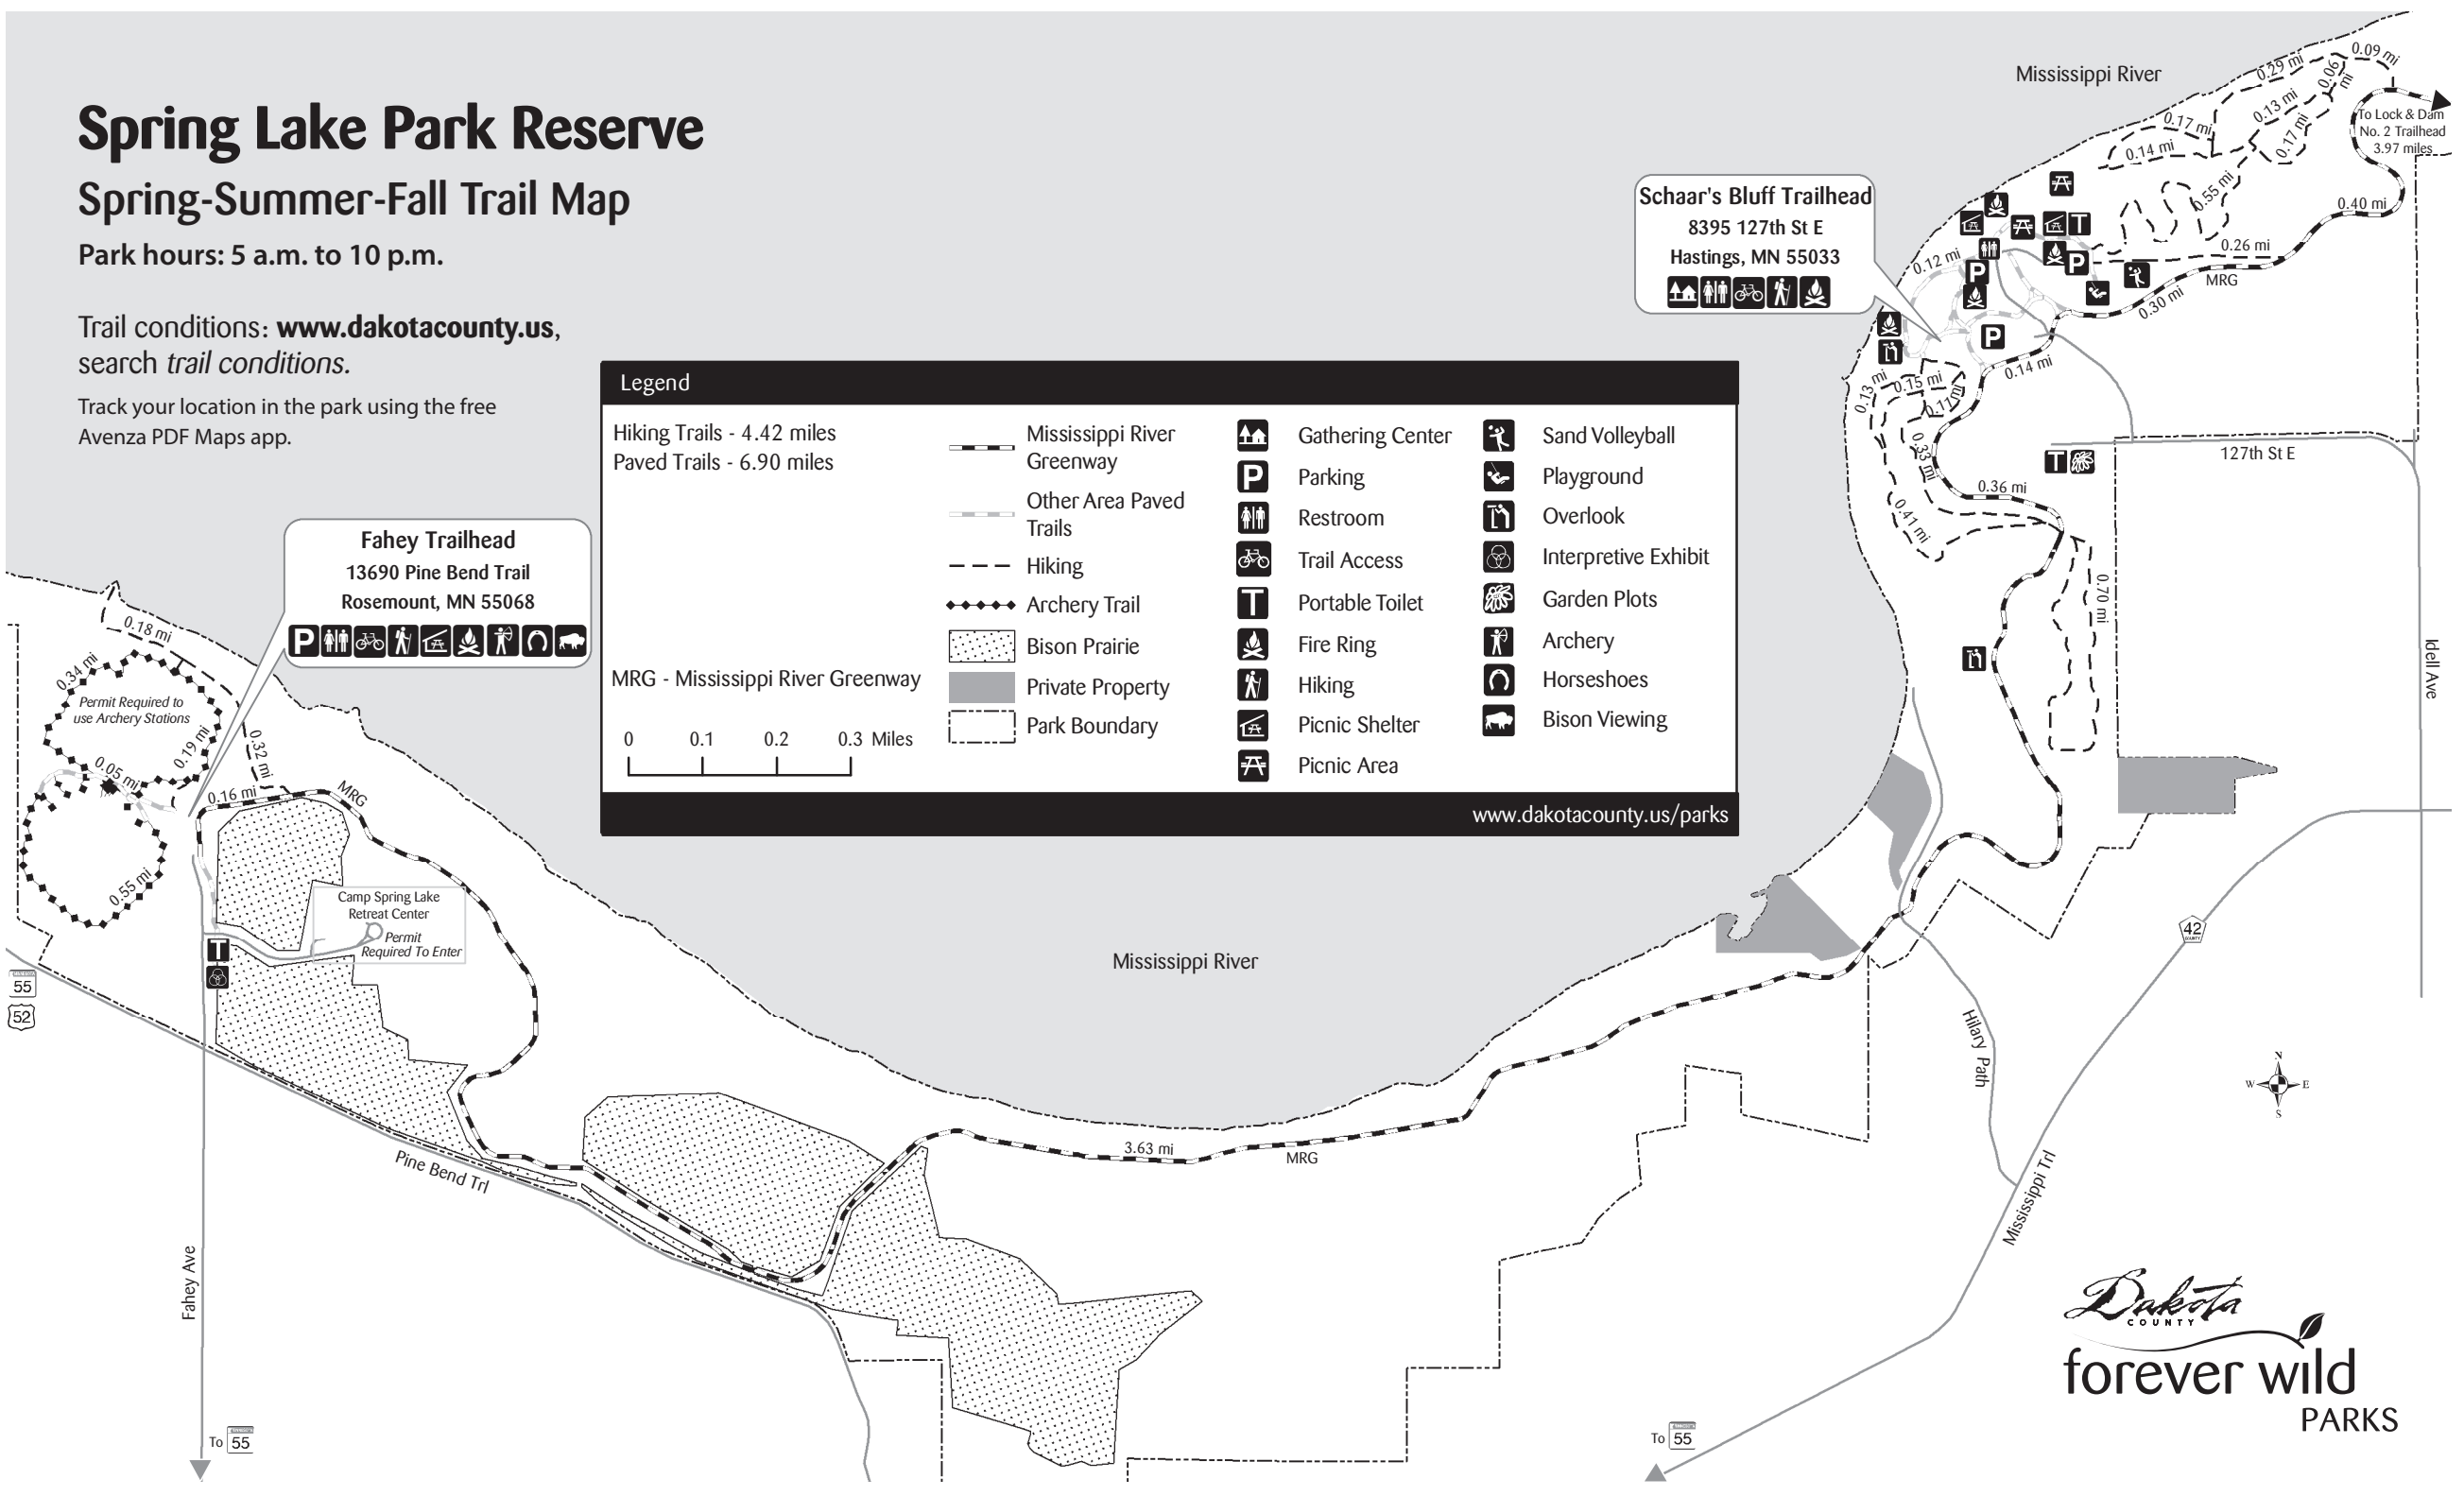 Spring Lake Park Reserve
Spring-Summer-Fall Trail Map
Park hours: 5 a.m. to 10 p.m.
Trail conditions: www.dakotacounty.us,
search trail conditions.
Track your location in the park using the free
Avenza PDF Maps app.
Mississippi River
0.09 mi
0.29 mi
0.06 mi
0.13 mi
0.17 mi
0.17 mi
0.14 mi
0.55 mi
To Lock & Dam
No. 2 Trailhead
3.97 miles
0.40 mi
0.26 mi
MRG
0.30 mi
Schaar's Bluff Trailhead
8395 127th St E
Hastings, MN 55033
0.12 mi
P
P
P
T
0.14 mi
0.13 mi
0.15 mi
0.11 mi
0.33 mi
0.36 mi
0.41 mi
T
127th St E
0.70 mi
Idell Ave
Legend
Hiking Trails - 4.42 miles
Paved Trails - 6.90 miles
MRG - Mississippi River Greenway
0 0.1 0.2 0.3 Miles
Mississippi River
Greenway
Other Area Paved
Trails
Hiking
Archery Trail
Bison Prairie
Private Property
Park Boundary
Gathering Center
P Parking
Restroom
Trail Access
T Portable Toilet
Fire Ring
Hiking
Picnic Shelter
Picnic Area
Sand Volleyball
Playground
Overlook
Interpretive Exhibit
Garden Plots
Archery
Horseshoes
Bison Viewing
www.dakotacounty.us/parks
Fahey Trailhead
13690 Pine Bend Trail
Rosemount, MN 55068
P
0.18 mi
0.34 mi
Permit Required to
use Archery Stations
0.19 mi
0.32 mi
0.05 mi
0.16 mi
MRG
0.55 mi
Camp Spring Lake
Retreat Center
Permit
Required To Enter
T
55
52
Mississippi River
3.63 mi
MRG
Pine Bend Trl
Fahey Ave
To 55
42
COUNTY
Hilary Path
Mississippi Trl
To 55
N
W E
S
Dakota
COUNTY
forever wild
PARKS